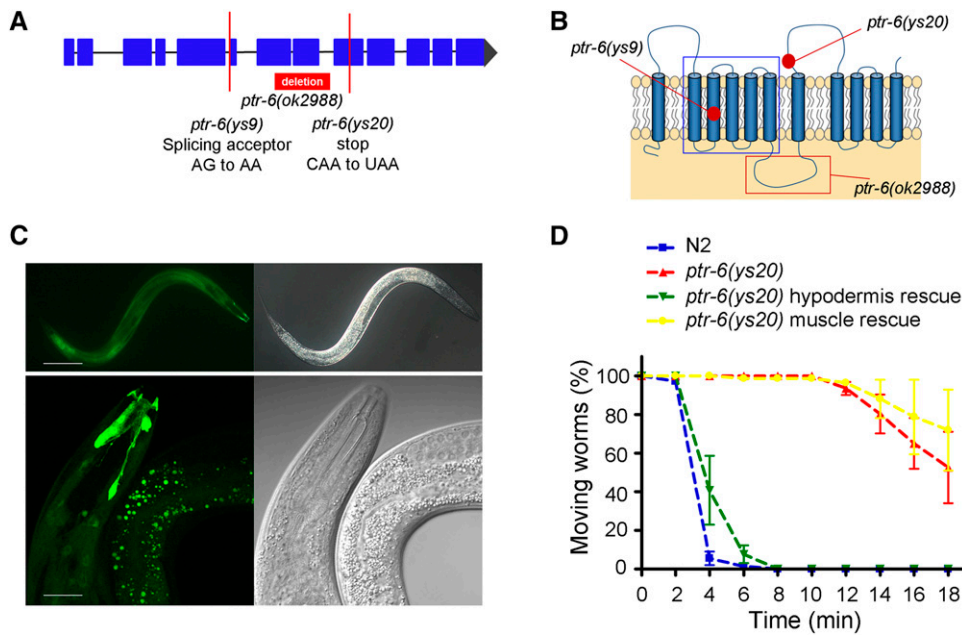 A
deletion
ptr-6(ok2988)
ptr-6(ys9)
Splicing acceptor
AG to AA
ptr-6(ys20)
stop
CAA to UAA
B
ptr-6(ys20)
ptr-6(ys9)
ptr-6(ok2988)
C
D
N2
ptr-6(ys20)
ptr-6(ys20) hypodermis rescue
ptr-6(ys20) muscle rescue
Moving worms (%)
100
80
60
40
20
0
0 2 4 6 8 10 12 14 16 18
Time (min)